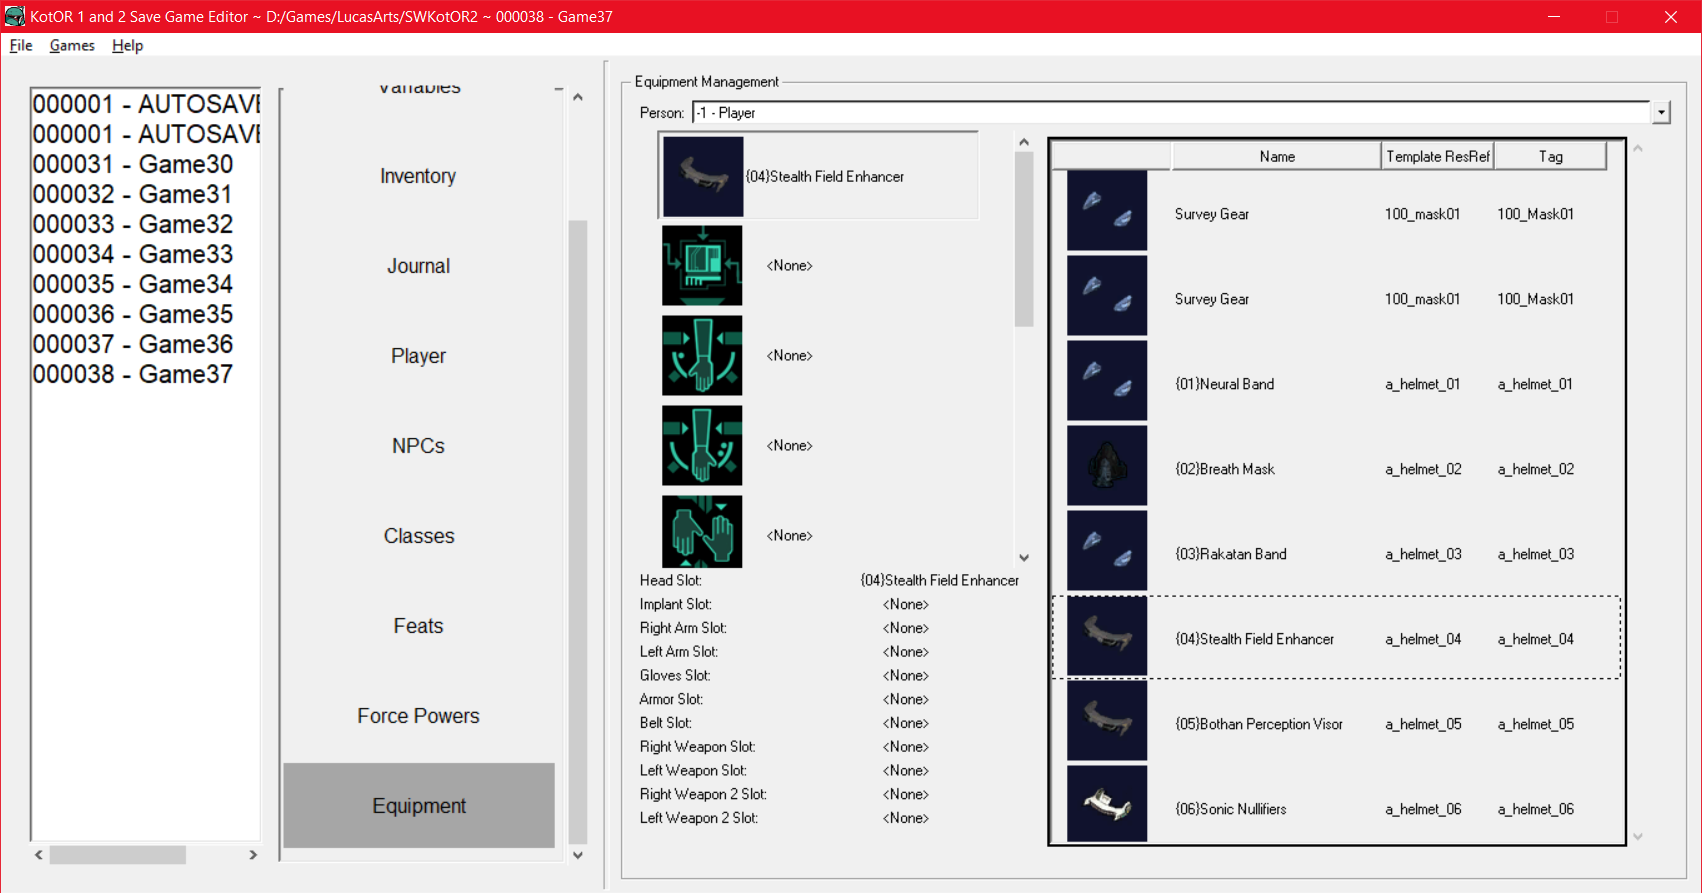 KotOR 1 and 2 Save Game Editor ~ D:/Games/LucasArts/SWKotOR2 ~ 000038 - Game37
File Games Help
000001 - AUTOSAVE
000001 - AUTOSAVE
000031 - Game30
000032 - Game31
000033 - Game32
000034 - Game33
000035 - Game34
000036 - Game35
000037 - Game36
000038 - Game37
Variables
Inventory
Journal
Player
NPCs
Classes
Feats
Force Powers
Equipment
Equipment Management
Person: -1 - Player
{04}Stealth Field Enhancer
<None>
<None>
<None>
<None>
Head Slot: {04}Stealth Field Enhancer
Implant Slot: <None>
Right Arm Slot: <None>
Left Arm Slot: <None>
Gloves Slot: <None>
Armor Slot: <None>
Belt Slot: <None>
Right Weapon Slot: <None>
Left Weapon Slot: <None>
Right Weapon 2 Slot: <None>
Left Weapon 2 Slot: <None>
Name Template ResRef Tag
Survey Gear 100_mask01 100_Mask01
Survey Gear 100_mask01 100_Mask01
{01}Neural Band a_helmet_01 a_helmet_01
{02}Breath Mask a_helmet_02 a_helmet_02
{03}Rakatan Band a_helmet_03 a_helmet_03
{04}Stealth Field Enhancer a_helmet_04 a_helmet_04
{05}Bothan Perception Visor a_helmet_05 a_helmet_05
{06}Sonic Nullifiers a_helmet_06 a_helmet_06